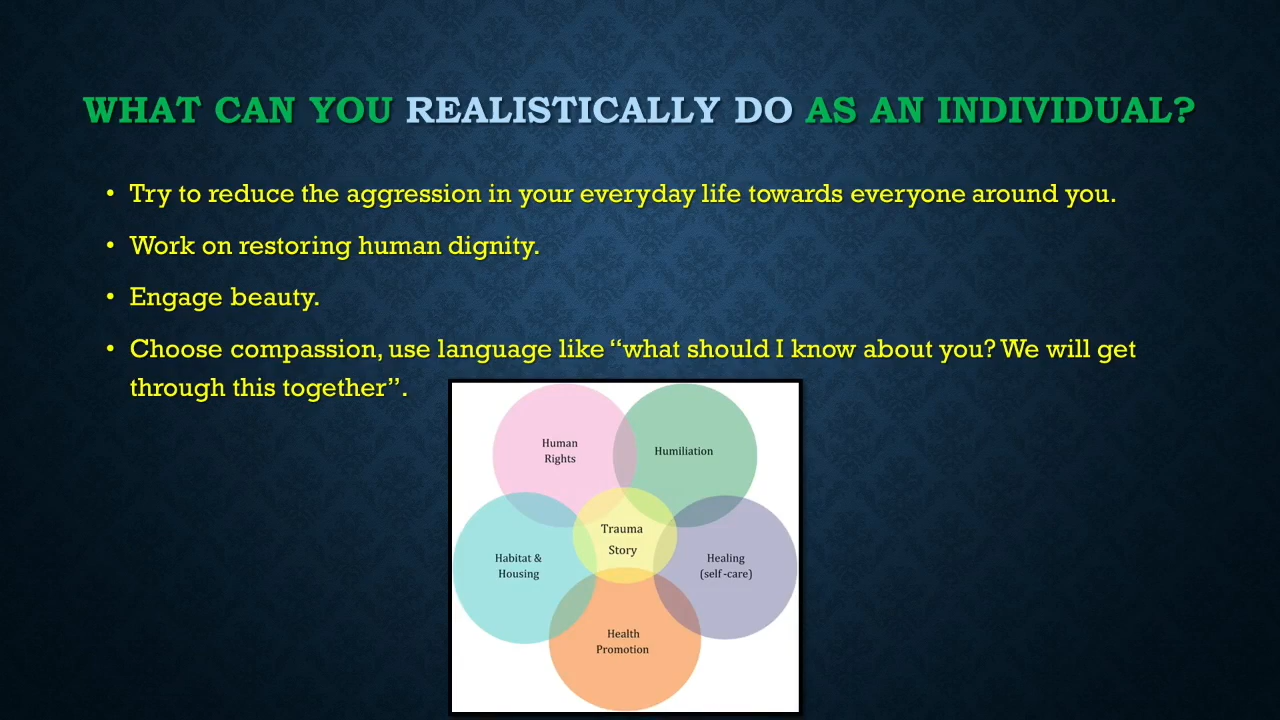 WHAT CAN YOU REALISTICALLY DO AS AN INDIVIDUAL?
• Try to reduce the aggression in your everyday life towards everyone around you.
• Work on restoring human dignity.
• Engage beauty.
• Choose compassion, use language like “what should I know about you? We will get
through this together”.
Human
Rights
Humiliation
Trauma
Story
Habitat &
Housing
Healing
(self-care)
Health
Promotion